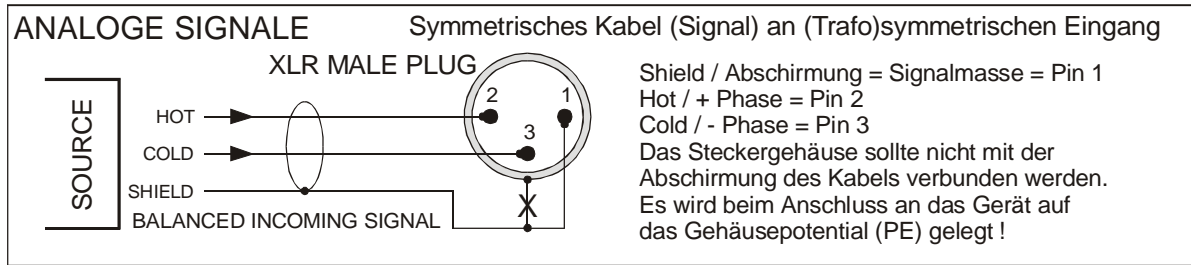 ANALOGE SIGNALE
Symmetrisches Kabel (Signal) an (Trafo)symmetrischen Eingang
XLR MALE PLUG
SOURCE
HOT
COLD
SHIELD
BALANCED INCOMING SIGNAL
2
1
3
X
Shield / Abschirmung = Signalmasse = Pin 1
Hot / + Phase = Pin 2
Cold / - Phase = Pin 3
Das Steckergehäuse sollte nicht mit der
Abschirmung des Kabels verbunden werden.
Es wird beim Anschluss an das Gerät auf
das Gehäusepotential (PE) gelegt !